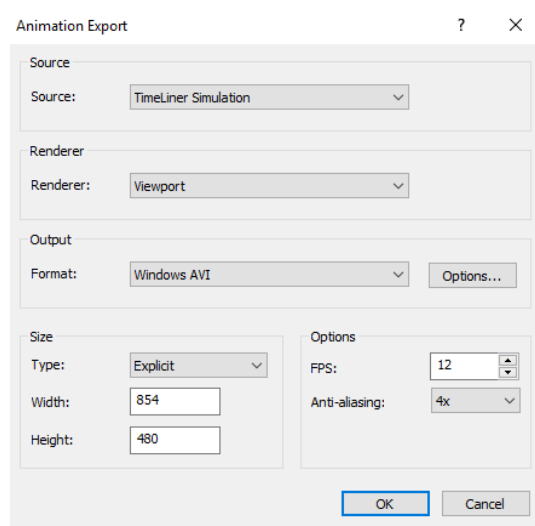 Animation Export ? ×
Source
Source: TimeLiner Simulation
Renderer
Renderer: Viewport
Output
Format: Windows AVI Options...
Size
Type: Explicit
Width: 854
Height: 480
Options
FPS: 12
Anti-aliasing: 4x
OK Cancel